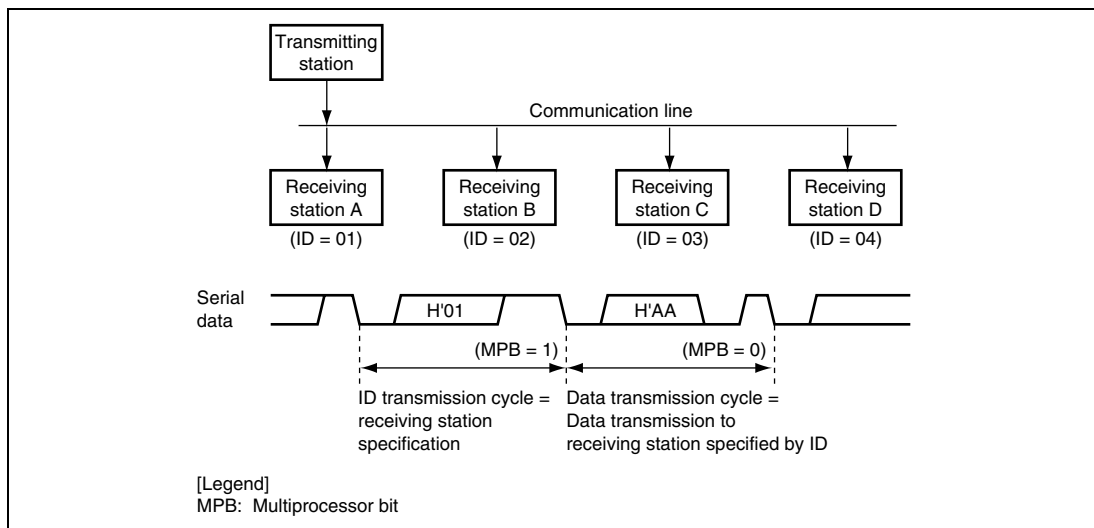 Transmitting
station
Communication line
Receiving
station A
Receiving
station B
Receiving
station C
Receiving
station D
(ID = 01)
(ID = 02)
(ID = 03)
(ID = 04)
Serial
data
H'01
H'AA
(MPB = 1)
(MPB = 0)
ID transmission cycle =
receiving station
specification
Data transmission cycle =
Data transmission to
receiving station specified by ID
[Legend]
MPB: Multiprocessor bit